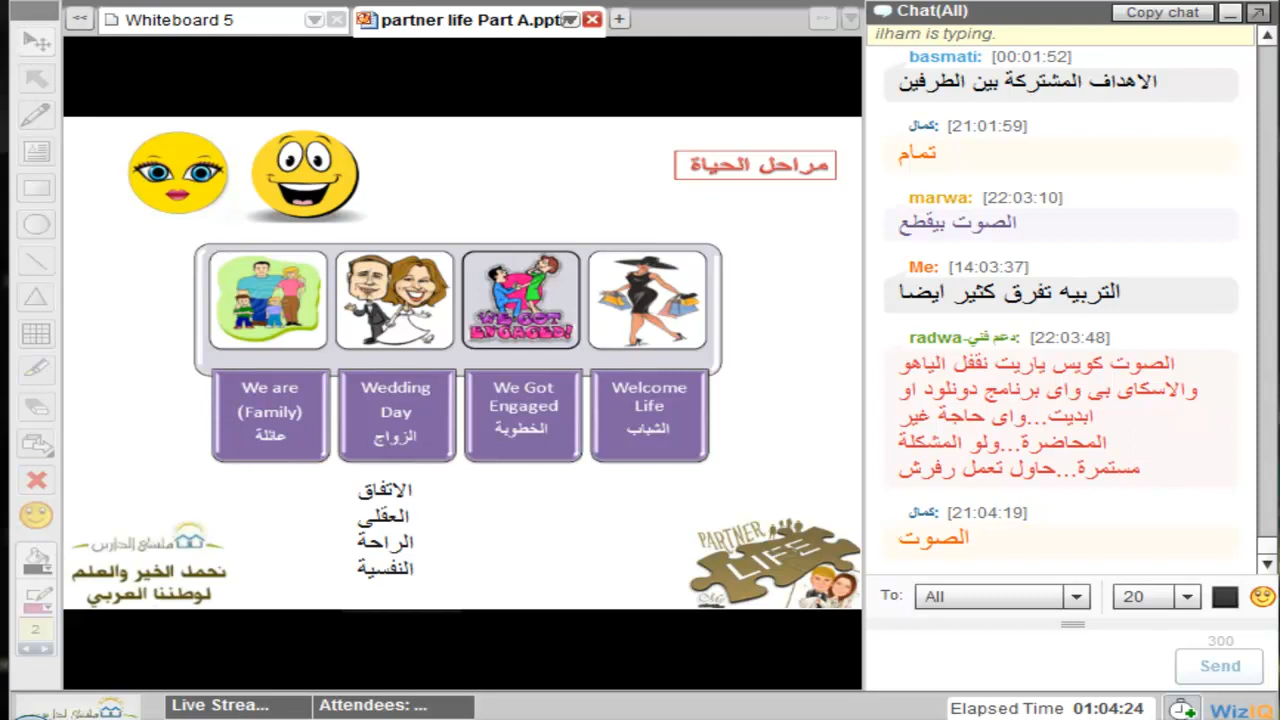 Whiteboard 5
partner life Part A.ppt
Chat(All)
Copy chat
ilham is typing.
مراحل الحياة
WE GOT
ENGAGED!
We are
(Family)
عائلة
Wedding
Day
الزواج
We Got
Engaged
الخطوبة
Welcome
Life
الشباب
الاتفاق
العقلى
الراحة
النفسية
ملتقى الدارس
نحمل الخير والعلم
لوطننا العربي
PARTNER
LIFE
2
basmati: [00:01:52]
الاهداف المشتركة بين الطرفين
كمال: [21:01:59]
تمام
marwa: [22:03:10]
الصوت بيقطع
Me: [14:03:37]
التربيه تفرق كتير ايضا
radwa-دعم فني: [22:03:48]
الصوت كويس ياريت نقفل الياهو
والاسكاى بى واى برنامج دونلود او
ابديت...واى حاجة غير
المحاضرة...ولو المشكلة
مستمرة...حاول تعمل رفرش
كمال: [21:04:19]
الصوت
To: All 20
300
Send
Live Strea...
Attendees: ...
Elapsed Time 01:04:24
WizIQ